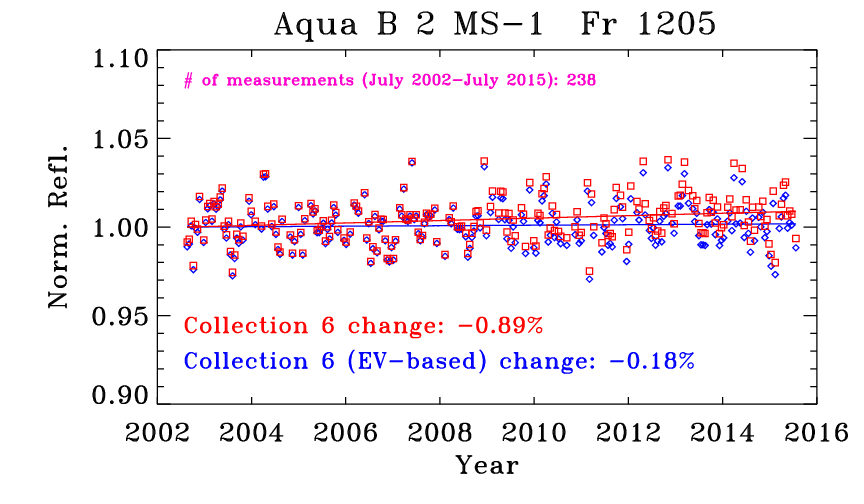 Aqua B 2 MS-1 Fr 1205
1.10
# of measurements (July 2002-July 2015): 238
1.05
Norm. Refl.
1.00
0.95
Collection 6 change: -0.89%
Collection 6 (EV-based) change: -0.18%
0.90
2002 2004 2006 2008 2010 2012 2014 2016
Year